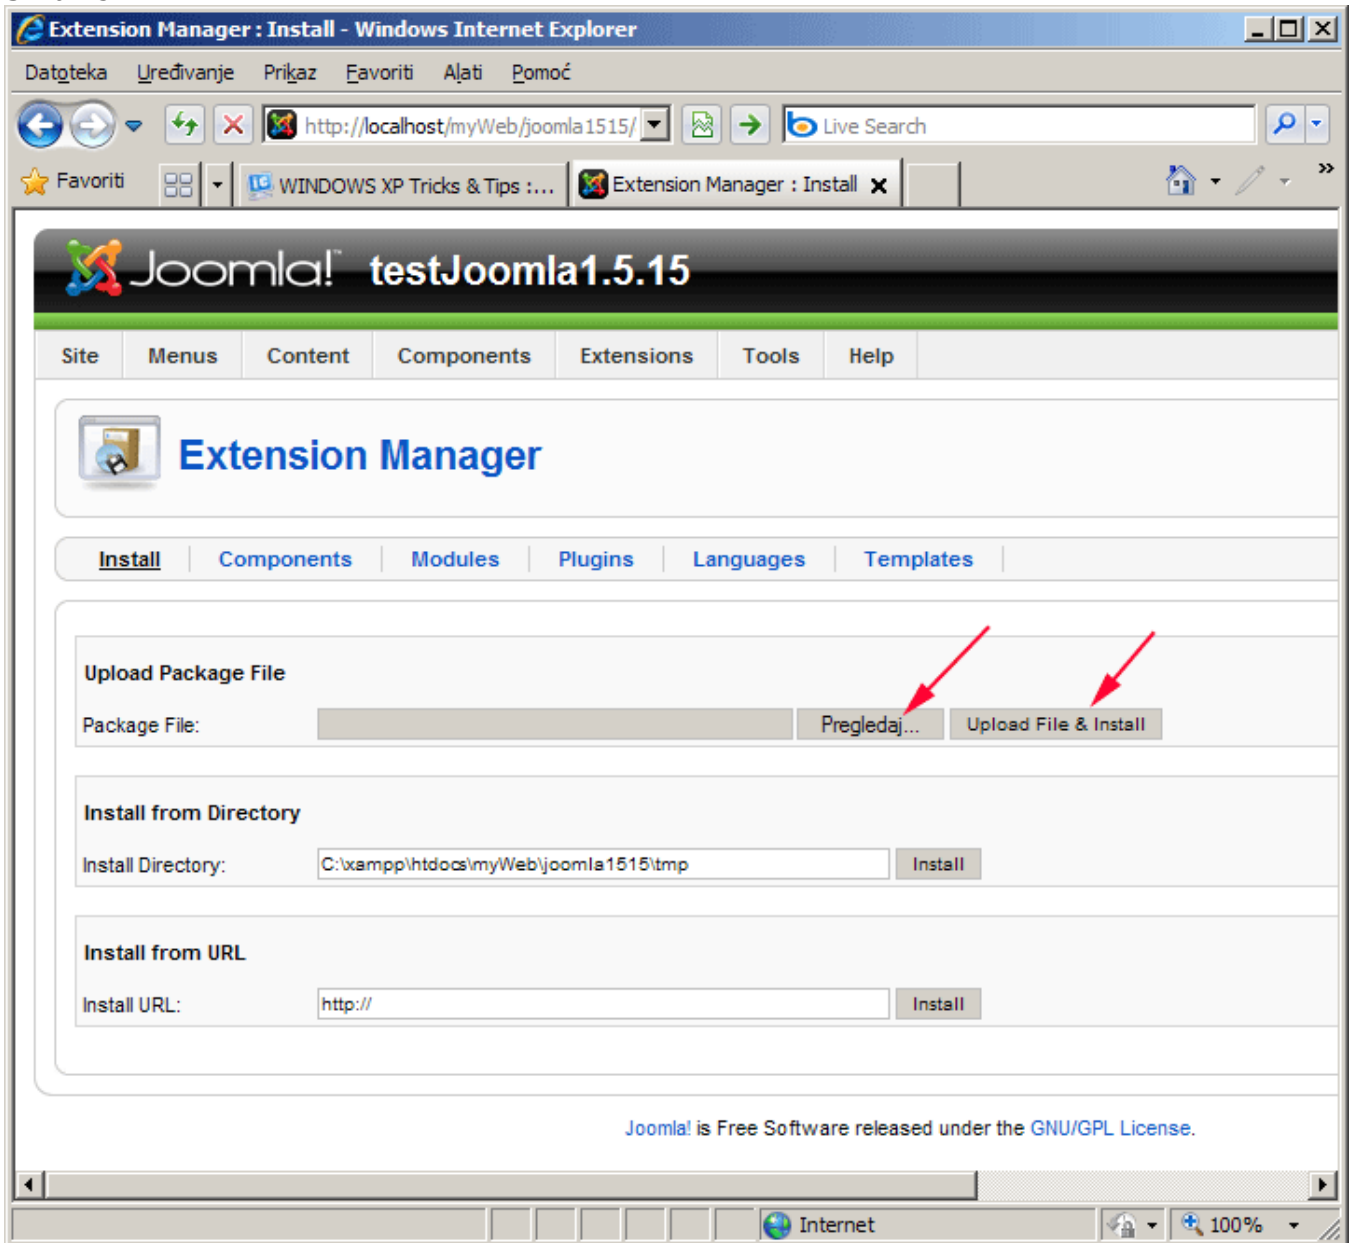 Extension Manager : Install - Windows Internet Explorer
Datoteka Uređivanje Prikaz Favoriti Alati Pomoć
http://localhost/myWeb/joomla1515/ Live Search
Favoriti WINDOWS XP Tricks & Tips :... Extension Manager : Install
Joomla! testJoomla1.5.15
Site Menus Content Components Extensions Tools Help
Extension Manager
Install Components Modules Plugins Languages Templates
Upload Package File
Package File: Pregledaj... Upload File & Install
Install from Directory
Install Directory: C:\xampp\htdocs\myWeb\joomla1515\tmp Install
Install from URL
Install URL: http:// Install
Joomla! is Free Software released under the GNU/GPL License.
Internet 100%